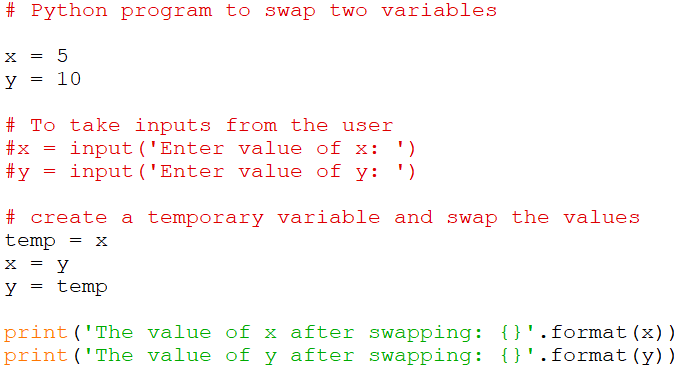 # Python program to swap two variables
x = 5
y = 10
# To take inputs from the user
#x = input('Enter value of x: ')
#y = input('Enter value of y: ')
# create a temporary variable and swap the values
temp = x
x = y
y = temp
print('The value of x after swapping: {}'.format(x))
print('The value of y after swapping: {}'.format(y))